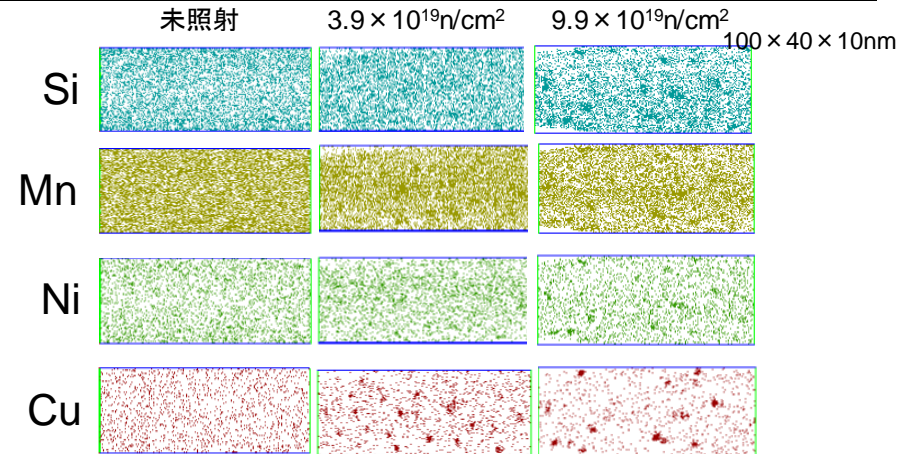 未照射 3.9×10¹⁹n/cm² 9.9×10¹⁹n/cm²
100×40×10nm
Si
Mn
Ni
Cu